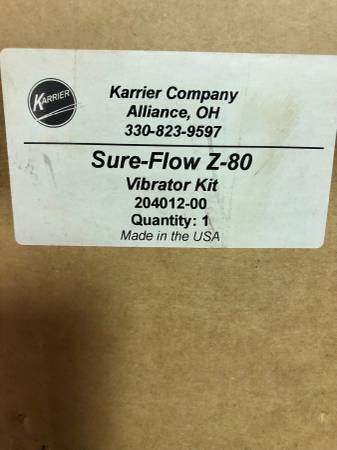 KARRIER
Karrier Company
Alliance, OH
330-823-9597
Sure-Flow Z-80
Vibrator Kit
204012-00
Quantity: 1
Made in the USA